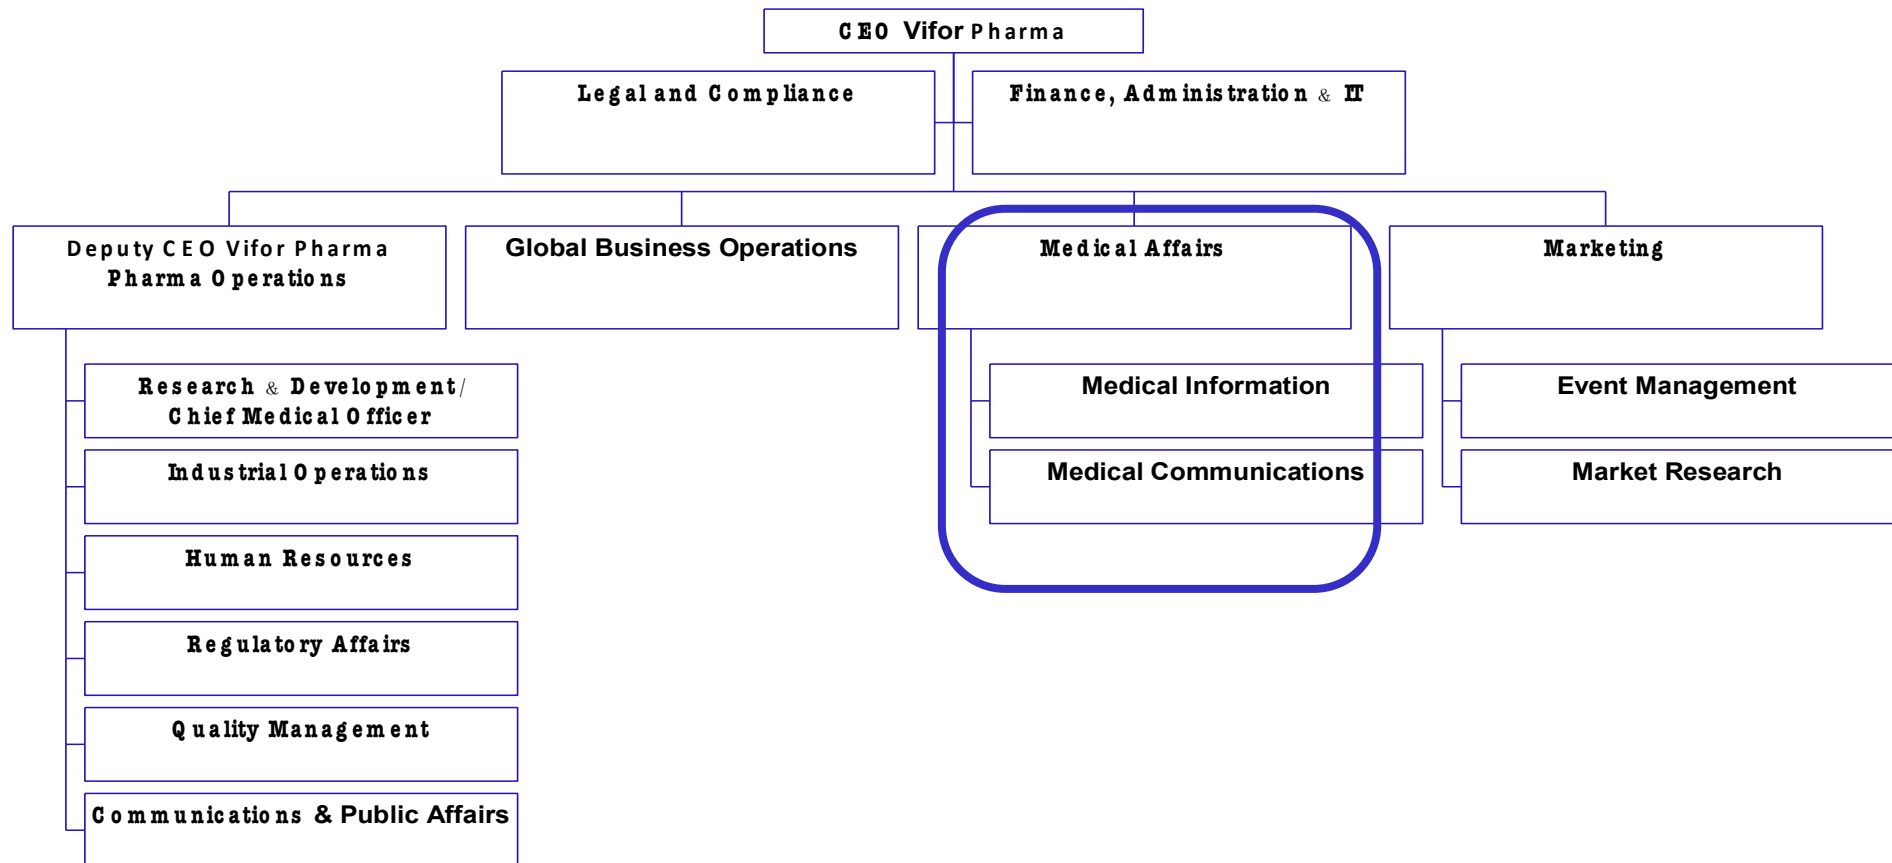 CEO Vifor Pharma
Legal and Compliance
Finance, Administration & IT
Deputy CEO Vifor Pharma
Pharma Operations
Global Business Operations
Medical Affairs
Marketing
Research & Development/
Chief Medical Officer
Industrial Operations
Human Resources
Regulatory Affairs
Quality Management
Communications & Public Affairs
Medical Information
Medical Communications
Event Management
Market Research